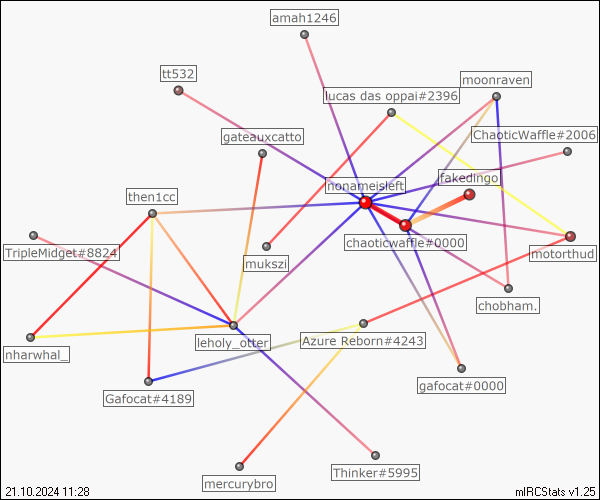 amah1246
tt532
moonraven
lucas das oppai#2396
gateauxcatto
ChaoticWaffle#2006
fakedingo
nonameisleft
then1cc
chaoticwaffle#0000
TripleMidget#8824
motorthud
mukszi
chobham.
leholy_otter
Azure Reborn#4243
nharwhal_
gafocat#0000
Gafocat#4189
Thinker#5995
mercurybro
21.10.2024 11:28
mIRCStats v1.25